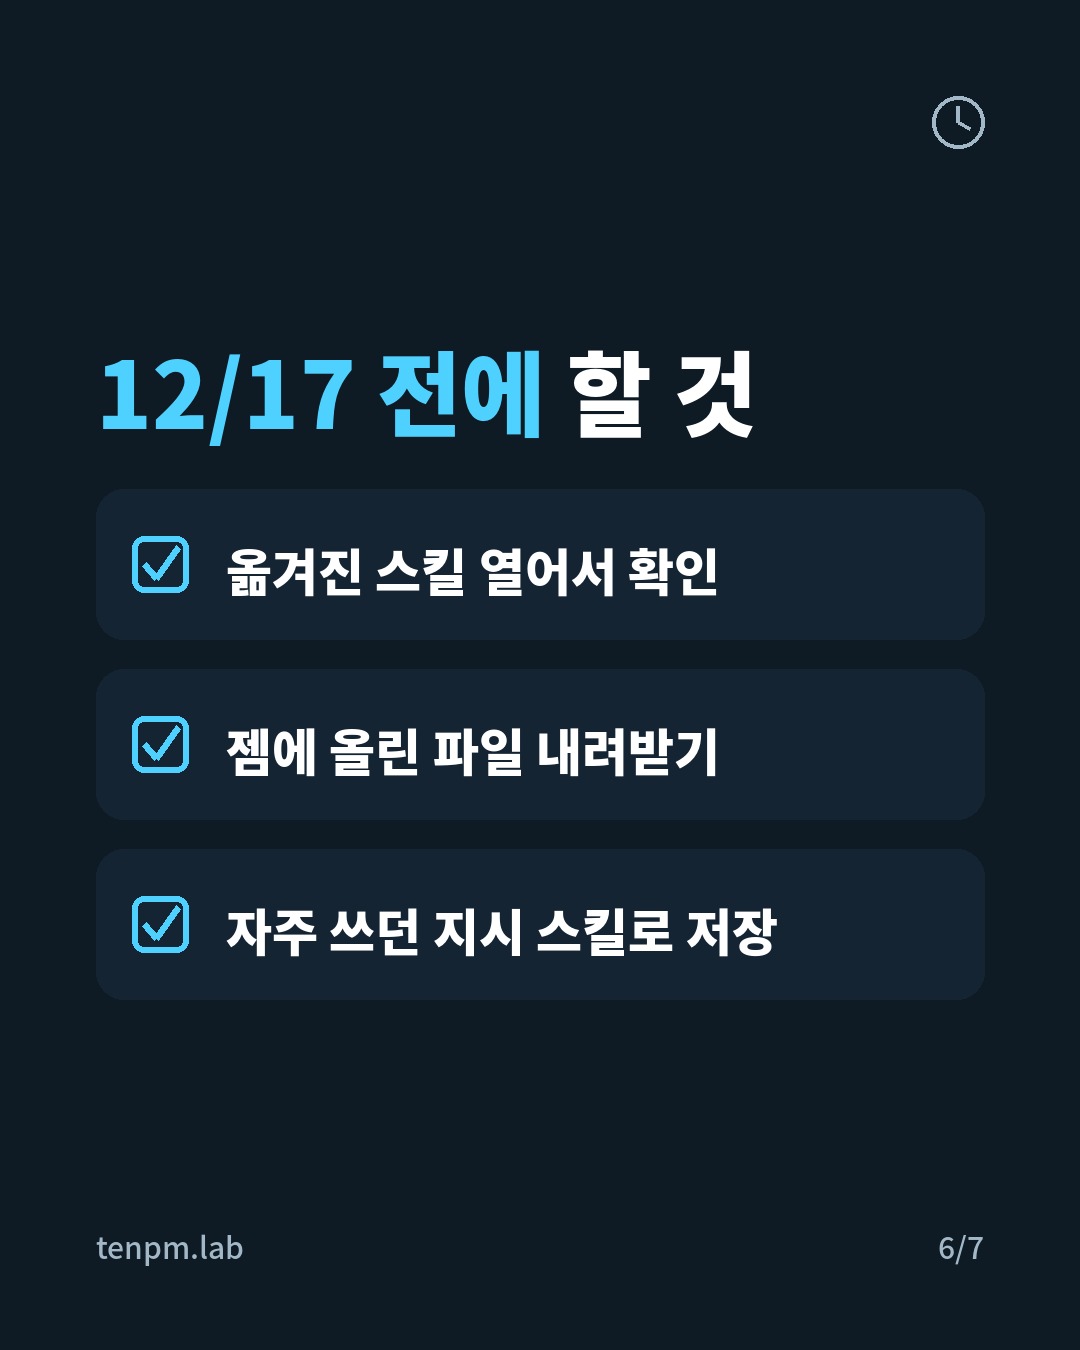 12/17 전에 할 것
옮겨진 스킬 열어서 확인
젬에 올린 파일 내려받기
자주 쓰던 지시 스킬로 저장
tenpm.lab
6/7